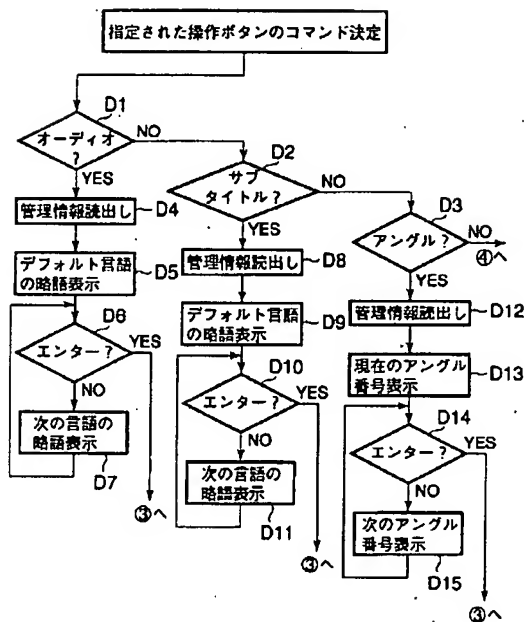 指定された操作ボタンのコマンド決定
D1
オーディオ
?
NO
YES
D2
サブ
タイトル?
NO
YES
D3
アングル?
NO
④へ
YES
管理情報読出し
D4
デフォルト言語
の略語表示
D5
D6
エンター?
YES
NO
次の言語の
略語表示
D7
③へ
管理情報読出し
D8
デフォルト言語
の略語表示
D9
D10
エンター?
YES
NO
次の言語の
略語表示
D11
③へ
管理情報読出し
D12
現在のアングル
番号表示
D13
D14
エンター?
YES
NO
次のアングル
番号表示
D15
③へ